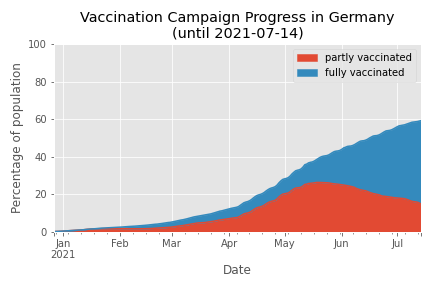 Vaccination Campaign Progress in Germany
(until 2021-07-14)
Percentage of population
100
80
60
40
20
0
partly vaccinated
fully vaccinated
Jan
2021
Feb
Mar
Apr
May
Jun
Jul
Date